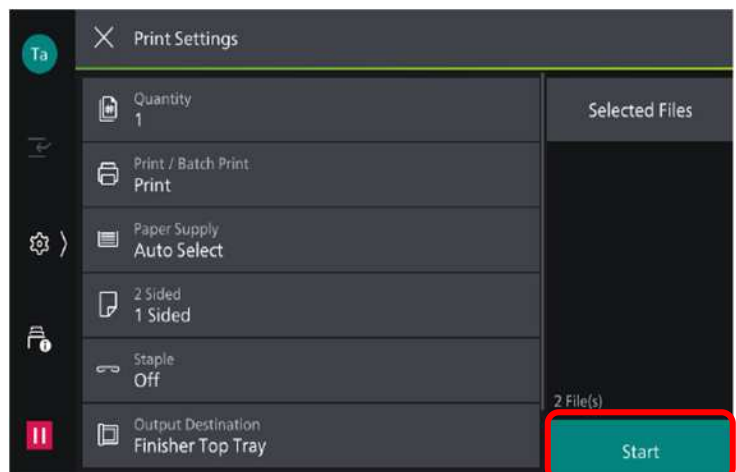 Ta
Print Settings
Quantity
1
Selected Files
Print / Batch Print
Print
Paper Supply
Auto Select
2 Sided
1 Sided
Staple
Off
2 File(s)
Output Destination
Finisher Top Tray
Start